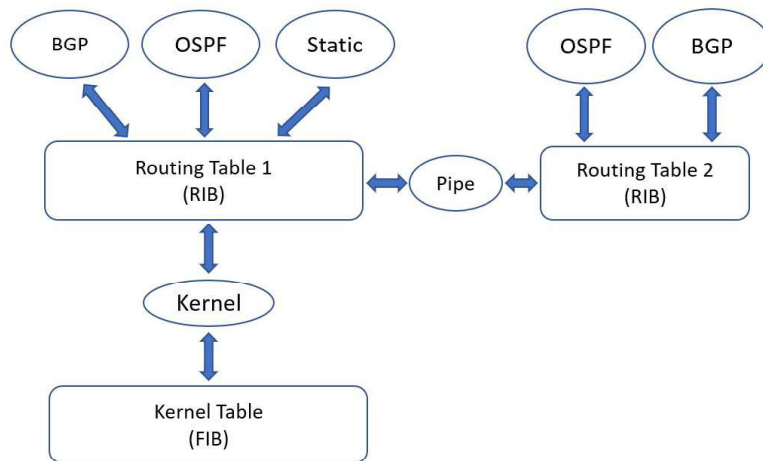 BGP
OSPF
Static
OSPF
BGP
Routing Table 1
(RIB)
Pipe
Routing Table 2
(RIB)
Kernel
Kernel Table
(FIB)